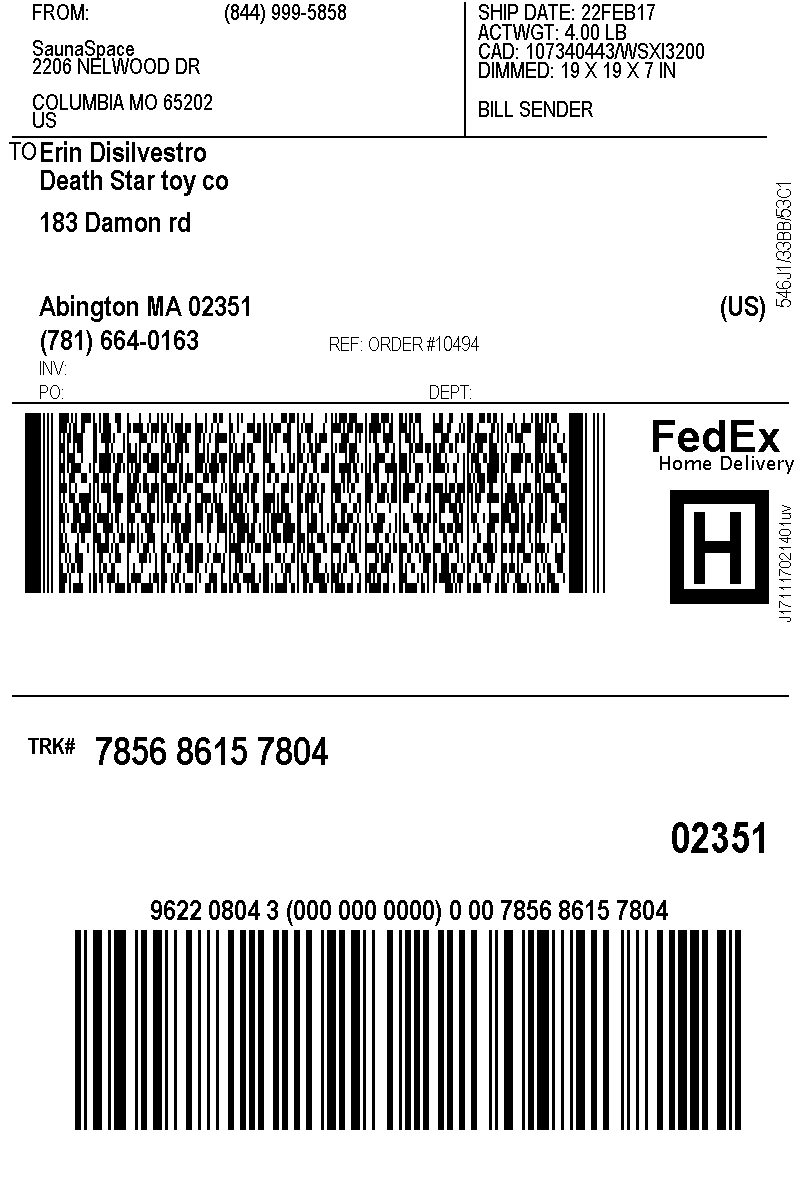 FROM: (844) 999-5858
SaunaSpace
2206 NELWOOD DR
COLUMBIA MO 65202
US
SHIP DATE: 22FEB17
ACTWGT: 4.00 LB
CAD: 107340443/WSXI3200
DIMMED: 19 X 19 X 7 IN
BILL SENDER
TO Erin Disilvestro
Death Star toy co
183 Damon rd
Abington MA 02351 (US)
(781) 664-0163 REF: ORDER #10494
INV:
PO: DEPT:
546J1/33BB/53C1
FedEx
Home Delivery
H
J171117021401uv
TRK# 7856 8615 7804
02351
9622 0804 3 (000 000 0000) 0 00 7856 8615 7804